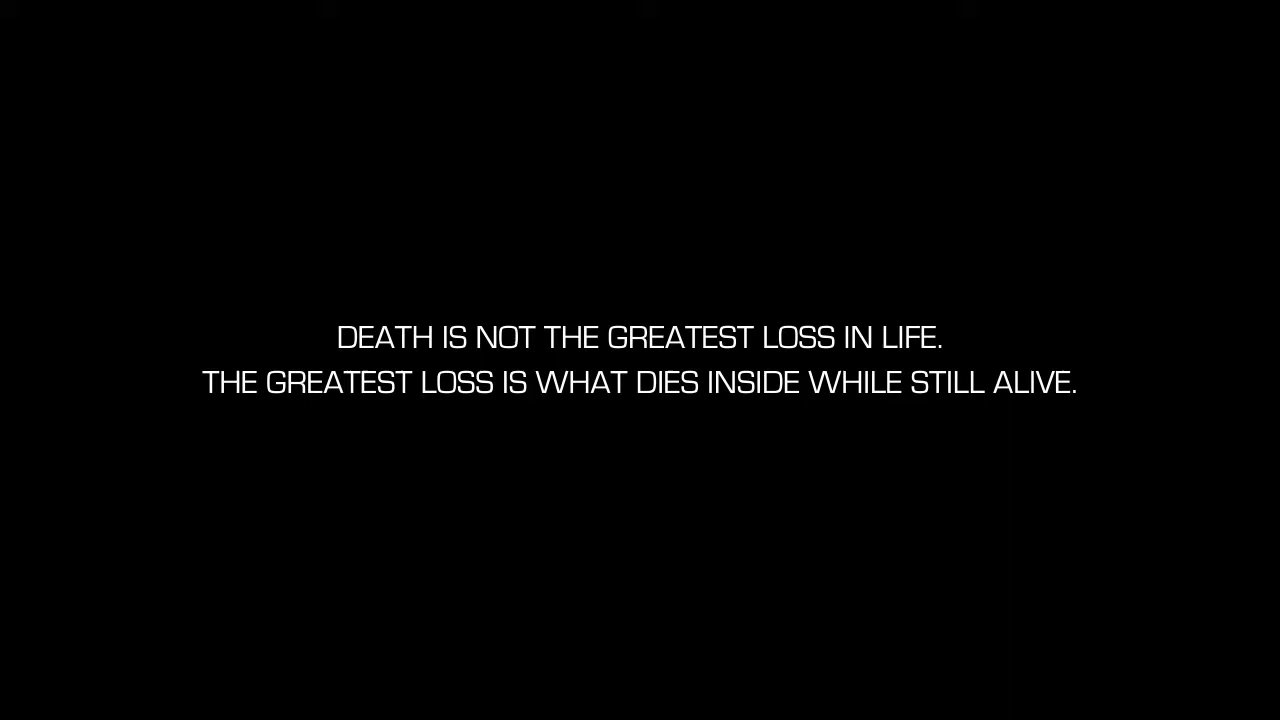 DEATH IS NOT THE GREATEST LOSS IN LIFE.
THE GREATEST LOSS IS WHAT DIES INSIDE WHILE STILL ALIVE.